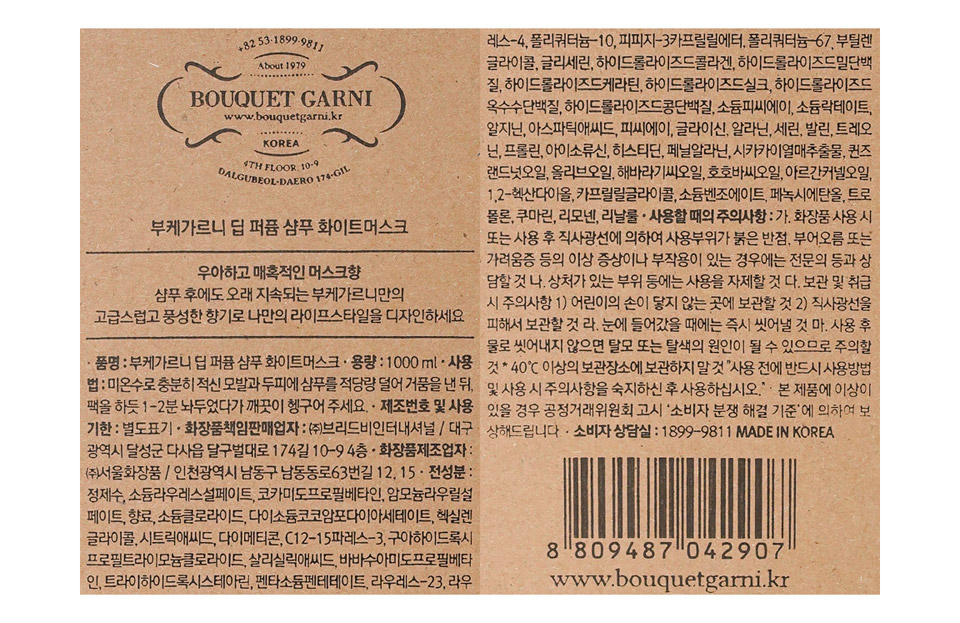 +82 53·1899·9811
About 1979
BOUQUET GARNI
www.bouquetgarni.kr
KOREA
4TH FLOOR, 10-9
DALGUBEOL-DAERO 174-GIL
부케가르니 딥 퍼퓸 샴푸 화이트머스크
우아하고 매혹적인 머스크향
샴푸 후에도 오래 지속되는 부케가르니만의
고급스럽고 풍성한 향기로 나만의 라이프스타일을 디자인하세요
· 품명 : 부케가르니 딥 퍼퓸 샴푸 화이트머스크 · 용량 : 1000 ml · 사용
법 : 미온수로 충분히 적신 모발과 두피에 샴푸를 적당량 덜어 거품을 낸 뒤,
팩을 하듯 1-2분 놔두었다가 깨끗이 헹구어 주세요. · 제조번호 및 사용
기한 : 별도표기 · 화장품책임판매업자 : ㈜브리드비인터내셔널 / 대구
광역시 달성군 다사읍 달구벌대로 174길 10-9 4층 · 화장품제조업자 :
㈜서울화장품 / 인천광역시 남동구 남동동로63번길 12, 15 · 전성분 :
정제수, 소듐라우레스설페이트, 코카미도프로필베타인, 암모늄라우릴설
페이트, 향료, 소듐클로라이드, 다이소듐코코암포다이아세테이트, 헥실렌
글라이콜, 시트릭애씨드, 다이메티콘, C12-15파레스-3, 구아하이드록시
프로필트라이모늄클로라이드, 살리실릭애씨드, 바바수아미도프로필베타
인, 트라이하이드록시스테아린, 펜타소듐펜테테이트, 라우레스-23, 라우
레스-4, 폴리쿼터늄-10, 피피지-3카프릴릴에터, 폴리쿼터늄-67, 부틸렌
글라이콜, 글리세린, 하이드롤라이즈드콜라겐, 하이드롤라이즈드밀단백
질, 하이드롤라이즈드케라틴, 하이드롤라이즈드실크, 하이드롤라이즈드
옥수수단백질, 하이드롤라이즈드콩단백질, 소듐피씨에이, 소듐락테이트,
알지닌, 아스파틱애씨드, 피씨에이, 글라이신, 알라닌, 세린, 발린, 트레오
닌, 프롤린, 아이소류신, 히스티딘, 페닐알라닌, 시카카이열매추출물, 퀸즈
랜드넛오일, 올리브오일, 해바라기씨오일, 호호바씨오일, 아르간커넬오일,
1,2-헥산다이올, 카프릴릴글라이콜, 소듐벤조에이트, 페녹시에탄올, 트로
폴론, 쿠마린, 리모넨, 리날룰 · 사용할 때의 주의사항 : 가. 화장품 사용 시
또는 사용 후 직사광선에 의하여 사용부위가 붉은 반점, 부어오름 또는
가려움증 등의 이상 증상이나 부작용이 있는 경우에는 전문의 등과 상
담할 것 나. 상처가 있는 부위 등에는 사용을 자제할 것 다. 보관 및 취급
시 주의사항 1) 어린이의 손이 닿지 않는 곳에 보관할 것 2) 직사광선을
피해서 보관할 것 라. 눈에 들어갔을 때에는 즉시 씻어낼 것 마. 사용 후
물로 씻어내지 않으면 탈모 또는 탈색의 원인이 될 수 있으므로 주의할
것 * 40℃ 이상의 보관장소에 보관하지 말 것 "사용 전에 반드시 사용방법
및 사용 시 주의사항을 숙지하신 후 사용하십시오." · 본 제품에 이상이
있을 경우 공정거래위원회 고시 '소비자 분쟁 해결 기준'에 의하여 보
상해드립니다. · 소비자 상담실 : 1899-9811 MADE IN KOREA
8 809487 042907
www.bouquetgarni.kr